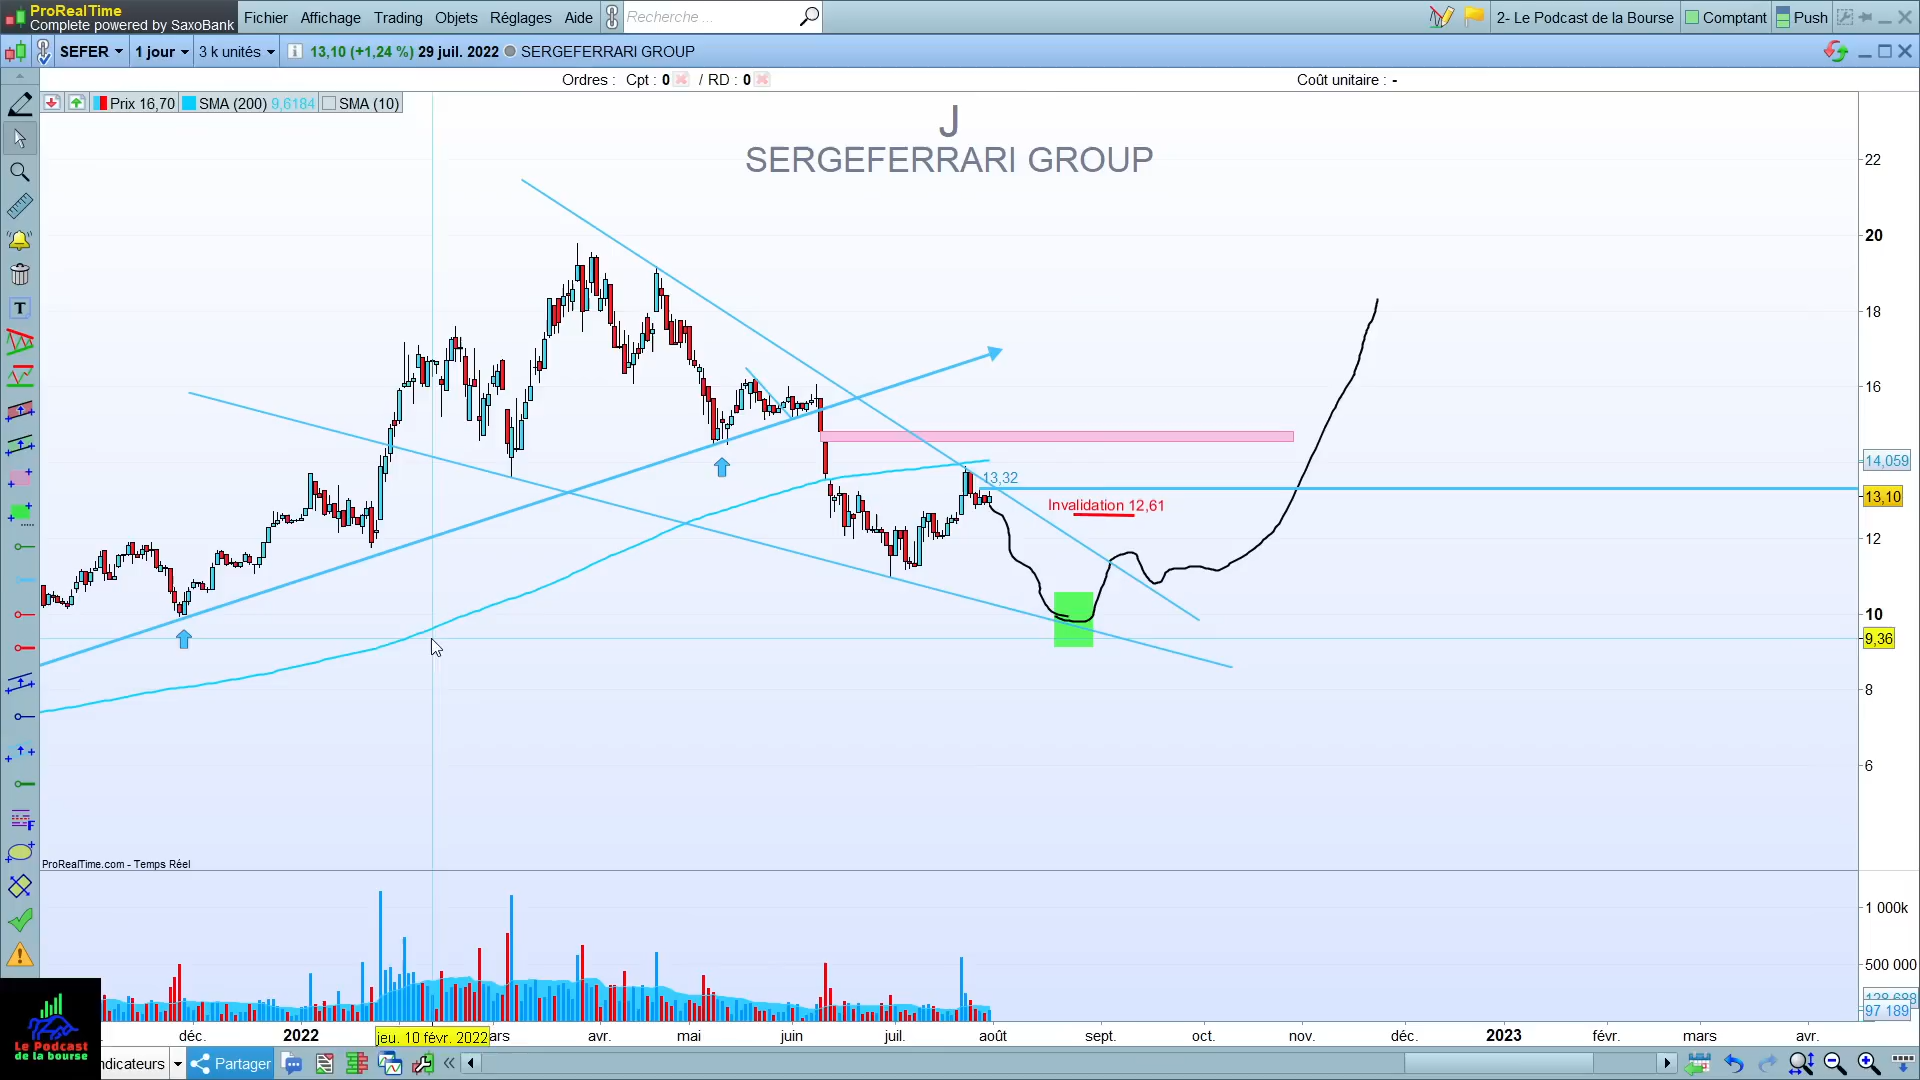 ProRealTime
Complete powered by SaxoBank
Fichier Affichage Trading Objets Réglages Aide
Recherche ...
2- Le Podcast de la Bourse
Comptant
Push
SEFER 1 jour 3 k unités 13,10 (+1,24 %) 29 juil. 2022 SERGEFERRARI GROUP
Ordres : Cpt : 0 / RD : 0
Coût unitaire : -
Prix 16,70 SMA (200) 9,6184 SMA (10)
J
SERGEFERRARI GROUP
22
20
18
16
14,059
13,32
13,10
Invalidation 12,61
12
10
9,36
8
6
ProRealTime.com - Temps Réel
1 000k
500 000
128 688
97 189
déc. 2022 jeu. 10 févr. 2022 ars avr. mai juin juil. août sept. oct. nov. déc. 2023 févr. mars avr.
Le Podcast
de la bourse
ndicateurs
Partager